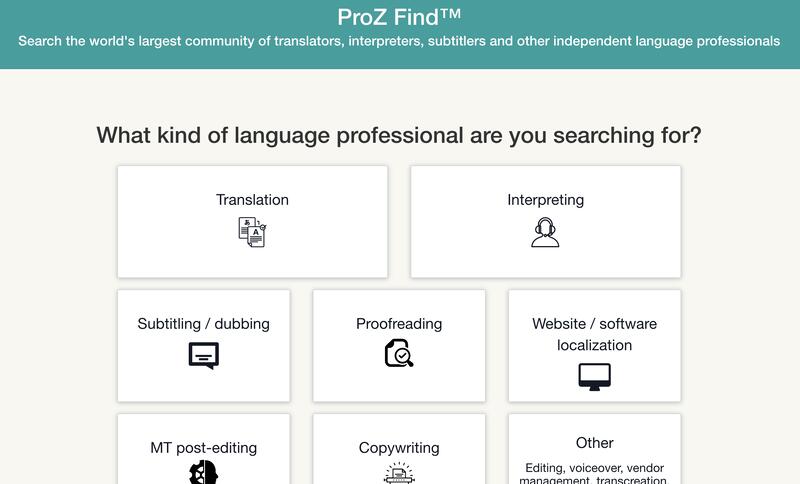 ProZ Find™
Search the world's largest community of translators, interpreters, subtitlers and other independent language professionals
What kind of language professional are you searching for?
Translation
Interpreting
Subtitling / dubbing
Proofreading
Website / software
localization
MT post-editing
Copywriting
Other
Editing, voiceover, vendor
management, transcreation,